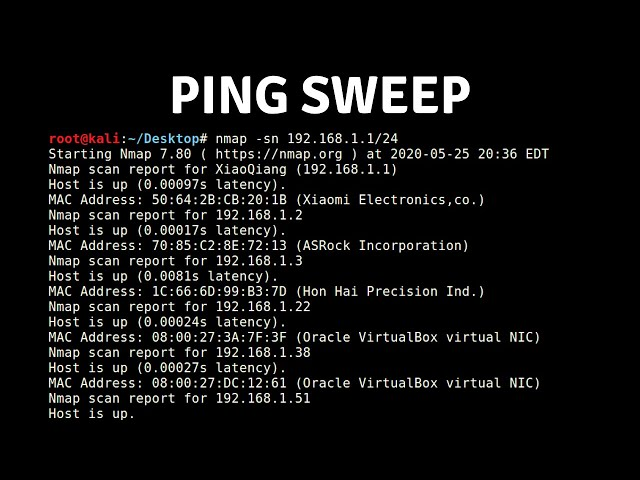 PING SWEEP
root@kali:~/Desktop# nmap -sn 192.168.1.1/24
Starting Nmap 7.80 ( https://nmap.org ) at 2020-05-25 20:36 EDT
Nmap scan report for XiaoQiang (192.168.1.1)
Host is up (0.00097s latency).
MAC Address: 50:64:2B:CB:20:1B (Xiaomi Electronics,co.)
Nmap scan report for 192.168.1.2
Host is up (0.00017s latency).
MAC Address: 70:85:C2:8E:72:13 (ASRock Incorporation)
Nmap scan report for 192.168.1.3
Host is up (0.0081s latency).
MAC Address: 1C:66:6D:99:B3:7D (Hon Hai Precision Ind.)
Nmap scan report for 192.168.1.22
Host is up (0.00024s latency).
MAC Address: 08:00:27:3A:7F:3F (Oracle VirtualBox virtual NIC)
Nmap scan report for 192.168.1.38
Host is up (0.00027s latency).
MAC Address: 08:00:27:DC:12:61 (Oracle VirtualBox virtual NIC)
Nmap scan report for 192.168.1.51
Host is up.